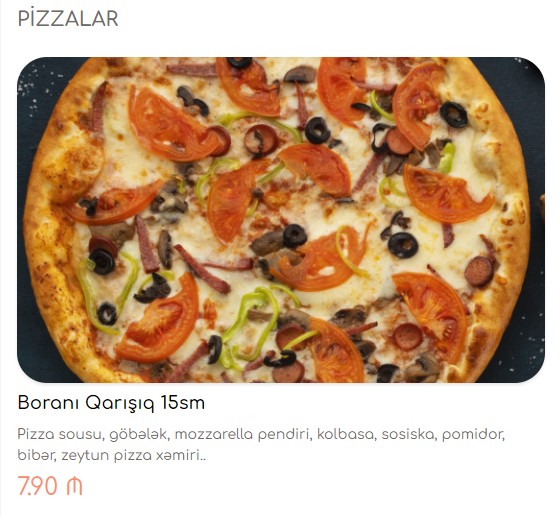 PİZZALAR
Boranı Qarışıq 15sm
Pizza sousu, göbələk, mozzarella pendiri, kolbasa, sosiska, pomidor,
bibər, zeytun pizza xəmiri..
7.90 ₼